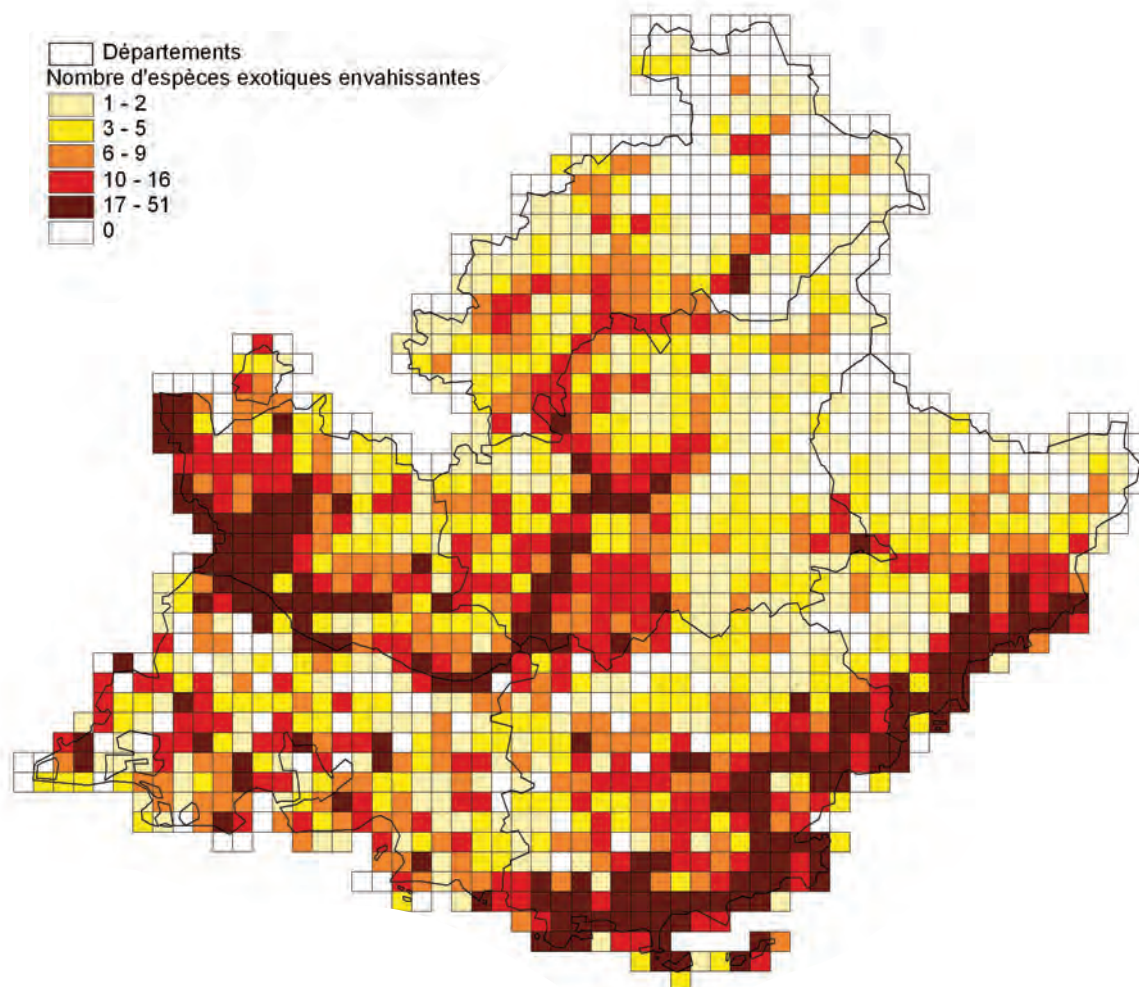 Départements
Nombre d'espèces exotiques envahissantes
1 - 2
3 - 5
6 - 9
10 - 16
17 - 51
0